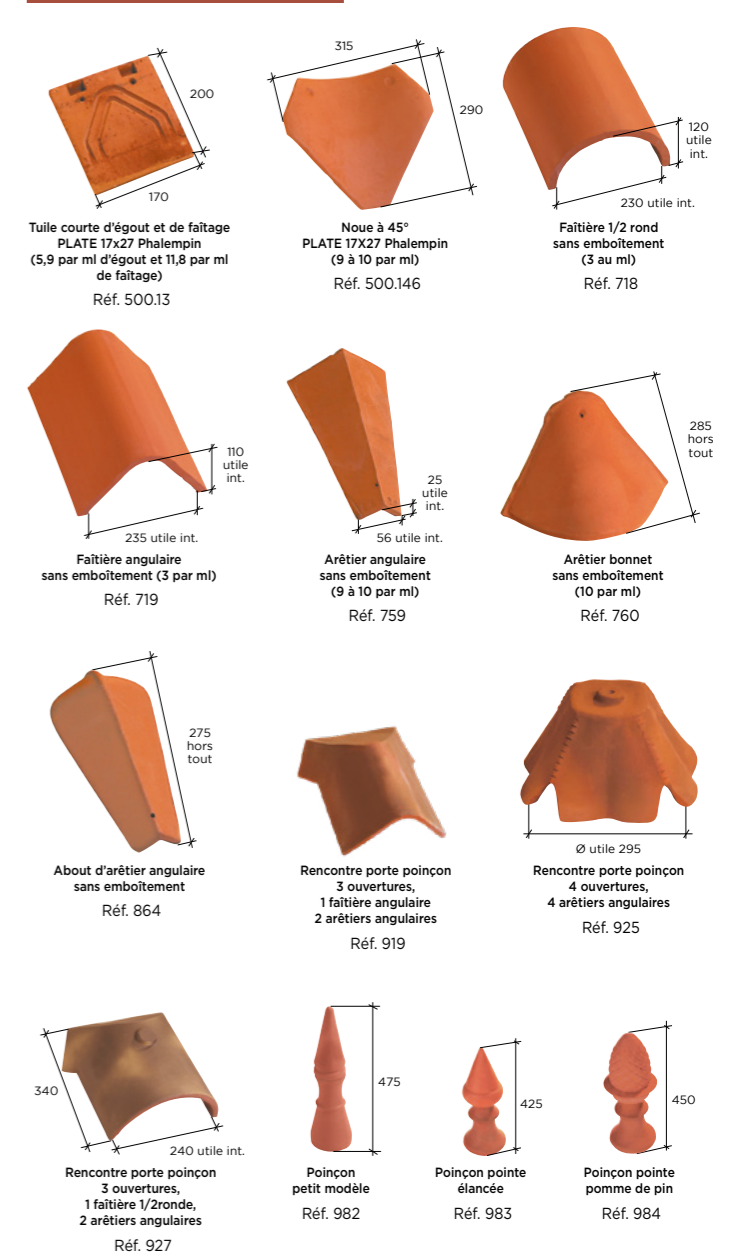 200
170
Tuile courte d'égout et de faîtage
PLATE 17x27 Phalempin
(5,9 par ml d'égout et 11,8 par ml
de faîtage)
Réf. 500.13
315
290
Noue à 45°
PLATE 17X27 Phalempin
(9 à 10 par ml)
Réf. 500.146
120
utile
int.
230 utile int.
Faîtière 1/2 rond
sans emboîtement
(3 au ml)
Réf. 718
110
utile
int.
235 utile int.
Faîtière angulaire
sans emboîtement (3 par ml)
Réf. 719
25
utile
int.
56 utile int.
Arêtier angulaire
sans emboîtement
(9 à 10 par ml)
Réf. 759
285
hors
tout
Arêtier bonnet
sans emboîtement
(10 par ml)
Réf. 760
275
hors
tout
About d'arêtier angulaire
sans emboîtement
Réf. 864
Rencontre porte poinçon
3 ouvertures,
1 faîtière angulaire
2 arêtiers angulaires
Réf. 919
Ø utile 295
Rencontre porte poinçon
4 ouvertures,
4 arêtiers angulaires
Réf. 925
340
240 utile int.
Rencontre porte poinçon
3 ouvertures,
1 faîtière 1/2ronde,
2 arêtiers angulaires
Réf. 927
475
Poinçon
petit modèle
Réf. 982
425
Poinçon pointe
élancée
Réf. 983
450
Poinçon pointe
pomme de pin
Réf. 984